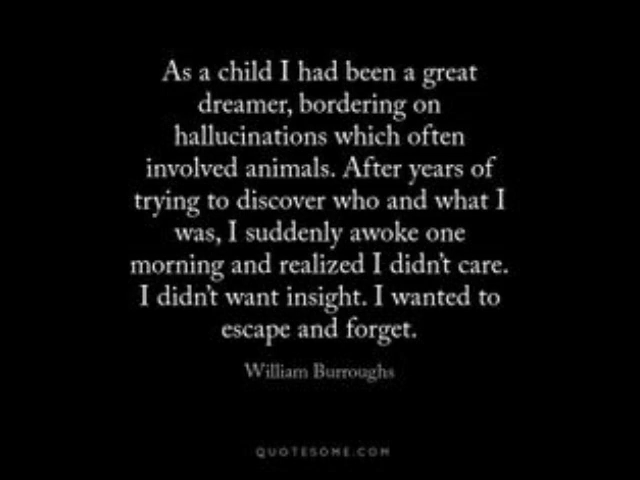 As a child I had been a great
dreamer, bordering on
hallucinations which often
involved animals. After years of
trying to discover who and what I
was, I suddenly awoke one
morning and realized I didn't care.
I didn't want insight. I wanted to
escape and forget.
William Burroughs
QUOTESOME.COM